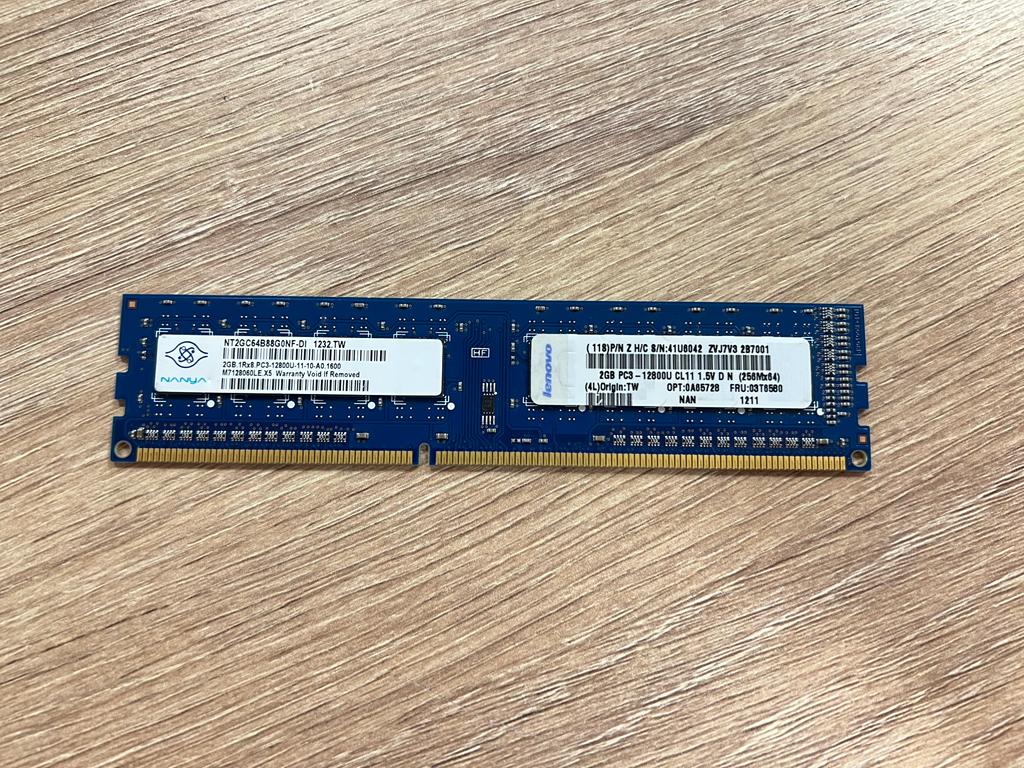 NT2GC64B88G0NF-DI 1232.TW
2GB 1Rx8 PC3-12800U-11-10-A0.1600
M7128060LE.X5 Warranty Void If Removed
NANYA
HF
lenovo
(11S)P/N Z H/C S/N:41U8042 ZVJ7V3 2B7001
2GB PC3-12800U CL11 1.5V D N (256Mx64)
(4L)Origin:TW OPT:0A65728 FRU:03T6580
NAN 1211